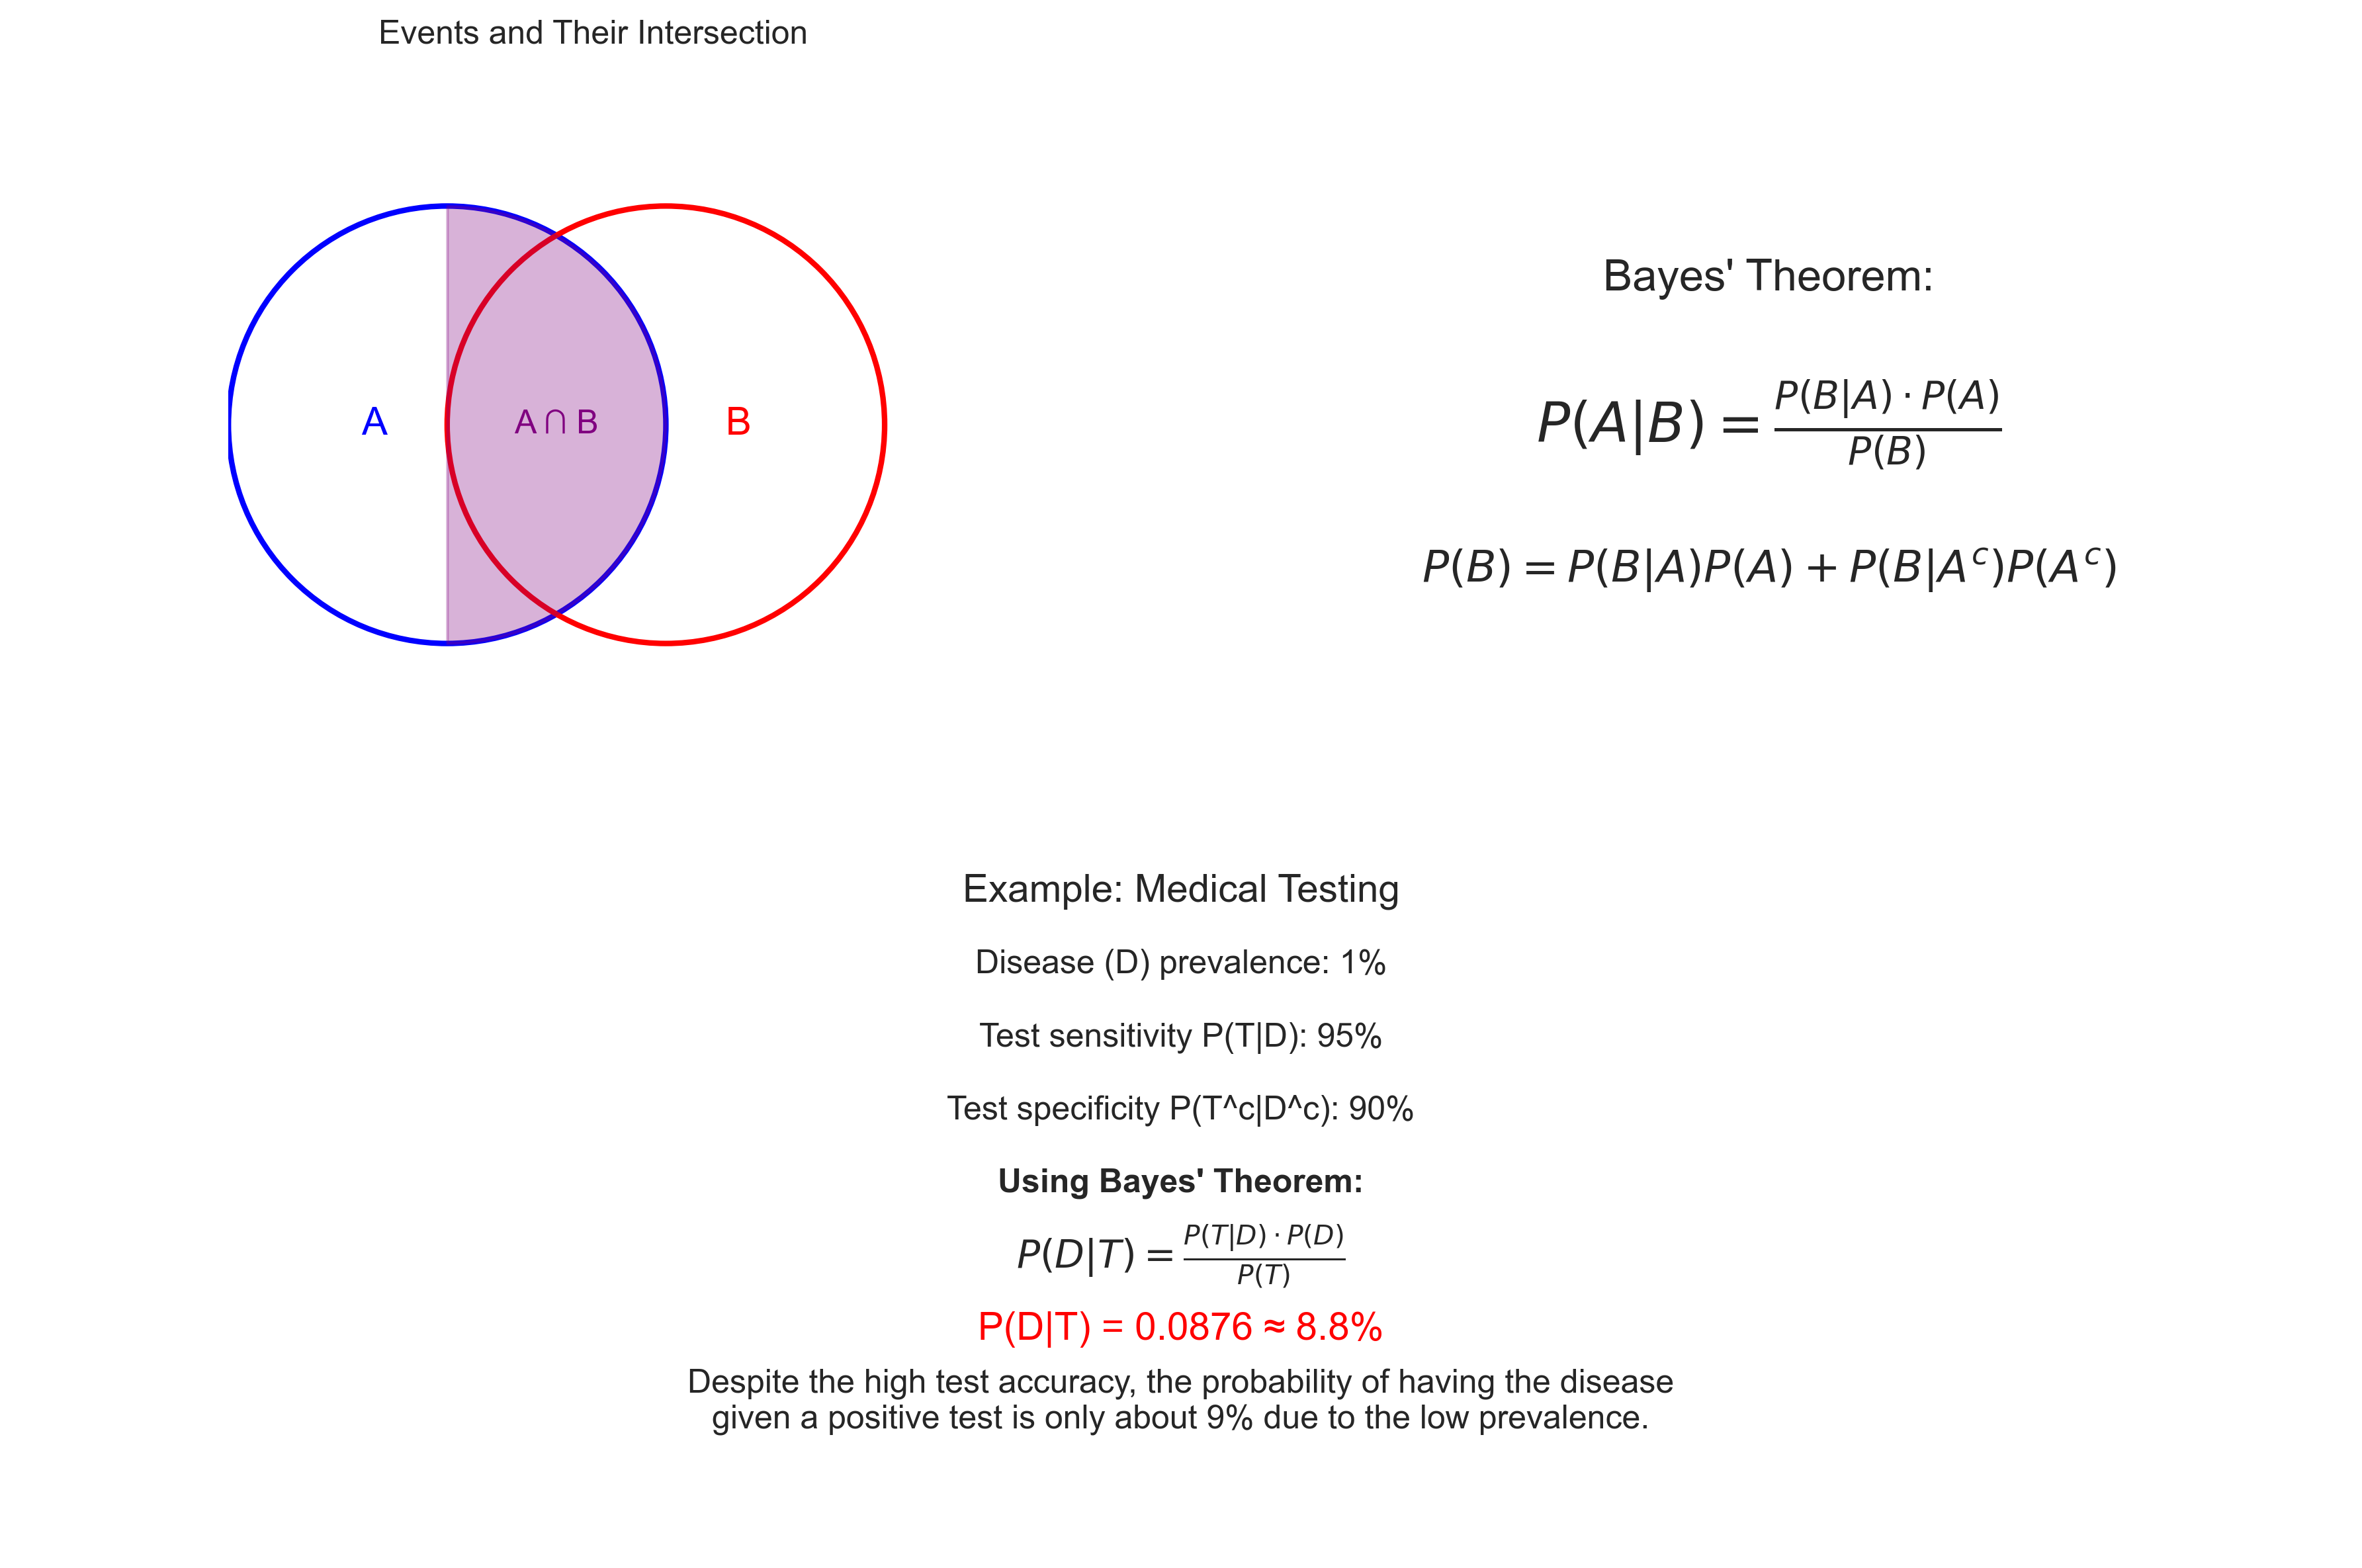 Events and Their Intersection
A
A ∩ B
B
Bayes' Theorem:
P(A|B) = \frac{P(B|A) · P(A)}{P(B)}
P(B) = P(B|A)P(A) + P(B|A^c)P(A^c)
Example: Medical Testing
Disease (D) prevalence: 1%
Test sensitivity P(T|D): 95%
Test specificity P(T^c|D^c): 90%
Using Bayes' Theorem:
P(D|T) = \frac{P(T|D) · P(D)}{P(T)}
P(D|T) = 0.0876 ≈ 8.8%
Despite the high test accuracy, the probability of having the disease
given a positive test is only about 9% due to the low prevalence.